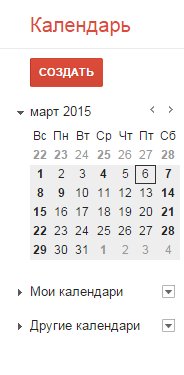 Календарь
СОЗДАТЬ
март 2015
Вс Пн Вт Ср Чт Пт Сб
22 23 24 25 26 27 28
1 2 3 4 5 6 7
8 9 10 11 12 13 14
15 16 17 18 19 20 21
22 23 24 25 26 27 28
29 30 31 1 2 3 4
Мои календари
Другие календари